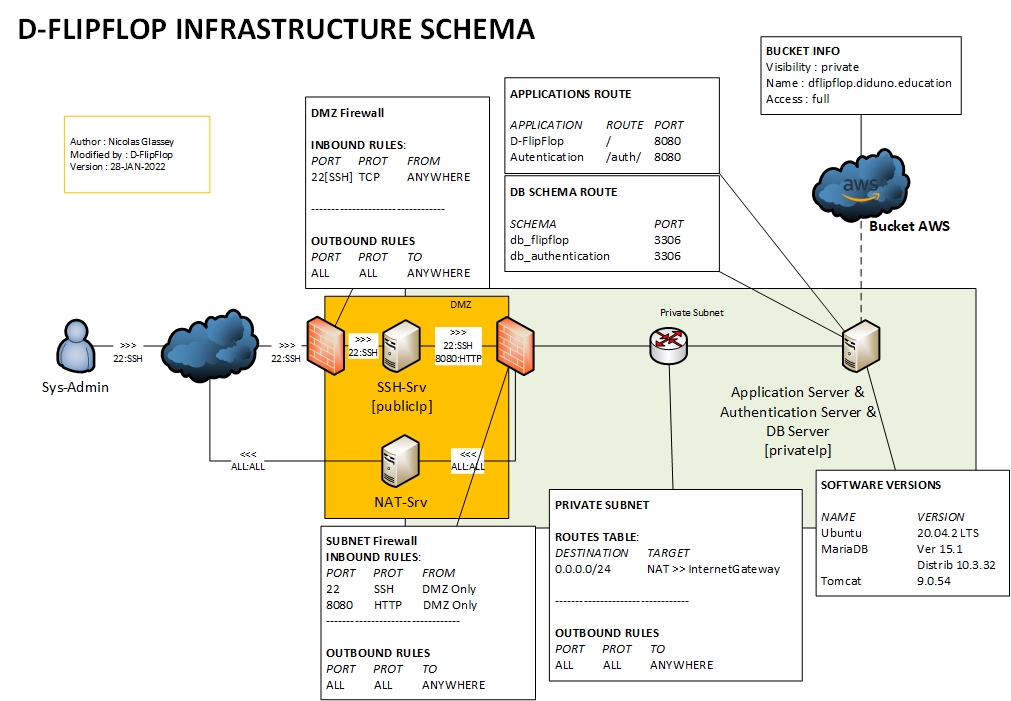 D-FLIPFLOP INFRASTRUCTURE SCHEMA
Author : Nicolas Glassey
Modified by : D-FlipFlop
Version : 28-JAN-2022
DMZ Firewall
INBOUND RULES:
PORT PROT FROM
22[SSH] TCP ANYWHERE
---------------------------------
OUTBOUND RULES
PORT PROT TO
ALL ALL ANYWHERE
APPLICATIONS ROUTE
APPLICATION ROUTE PORT
D-FlipFlop / 8080
Autentication /auth/ 8080
DB SCHEMA ROUTE
SCHEMA PORT
db_flipflop 3306
db_authentication 3306
BUCKET INFO
Visibility : private
Name : dflipflop.diduno.education
Access : full
aws
Bucket AWS
DMZ
Private Subnet
Sys-Admin
>>>
22:SSH
>>>
22:SSH
>>>
22:SSH
SSH-Srv
[publicIp]
>>>
22:SSH
8080:HTTP
<<<
ALL:ALL
NAT-Srv
<<<
ALL:ALL
Application Server &
Authentication Server &
DB Server
[privateIp]
SUBNET Firewall
INBOUND RULES:
PORT PROT FROM
22 SSH DMZ Only
8080 HTTP DMZ Only
---------------------------------
OUTBOUND RULES
PORT PROT TO
ALL ALL ANYWHERE
PRIVATE SUBNET
ROUTES TABLE:
DESTINATION TARGET
0.0.0.0/24 NAT >> InternetGateway
---------------------------------
OUTBOUND RULES
PORT PROT TO
ALL ALL ANYWHERE
SOFTWARE VERSIONS
NAME VERSION
Ubuntu 20.04.2 LTS
MariaDB Ver 15.1
Distrib 10.3.32
Tomcat 9.0.54